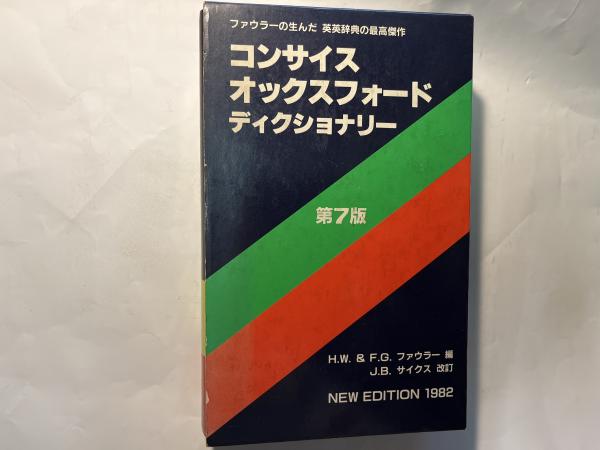 ファウラーの生んだ 英英辞典の最高傑作
コンサイス
オックスフォード
ディクショナリー
第7版
H.W. & F.G. ファウラー 編
J.B. サイクス 改訂
NEW EDITION 1982